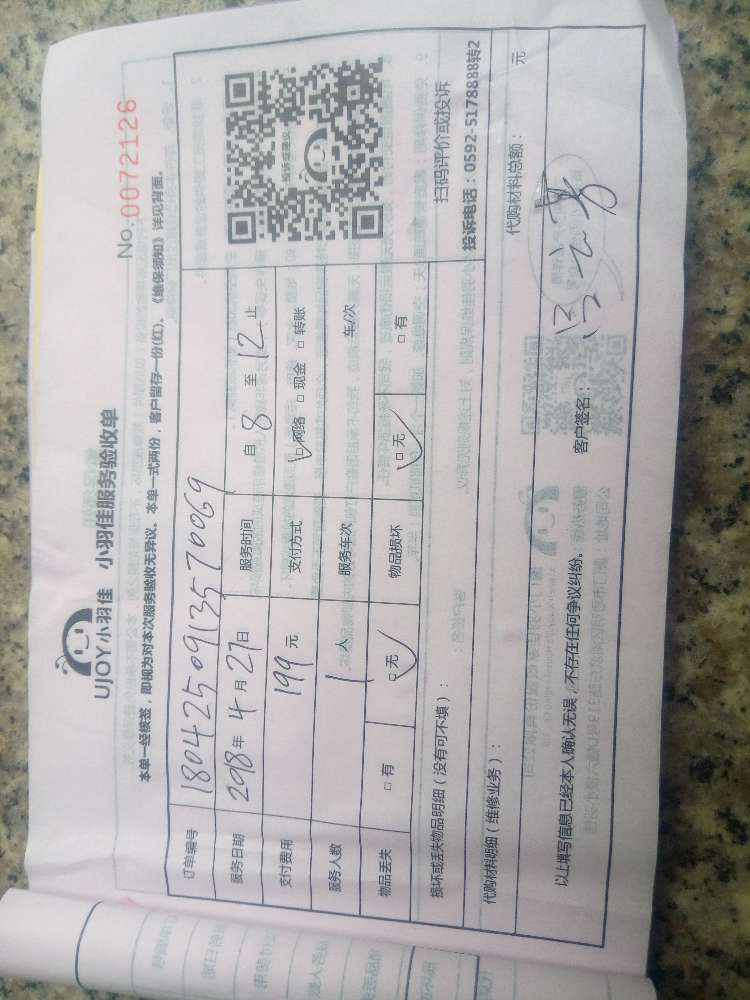 UJOY小羽佳 小羽佳服务验收单
No.0072126
本单一经核签，即视为对本次服务验收无异议。本单一式两份，客户留存一份(红)。《维保须知》详见背面。
订单编号 1804250913570069
服务日期 2018年4月27日 服务时间 自8至12止
支付费用 199元 支付方式 ☑网络 □现金 □转账
服务人数 1人 服务车次 车/次
物品丢失 □有 ☑无 物品损坏 ☑无 □有
投诉或建议
扫码评价或投诉
投诉电话：0592-5178888转2
损坏或丢失物品明细（没有可不填）：
代购材料明细（维修业务）： 代购材料总额： 元
以上填写信息已经本人确认无误，不存在任何争议纠纷。 客户签名：